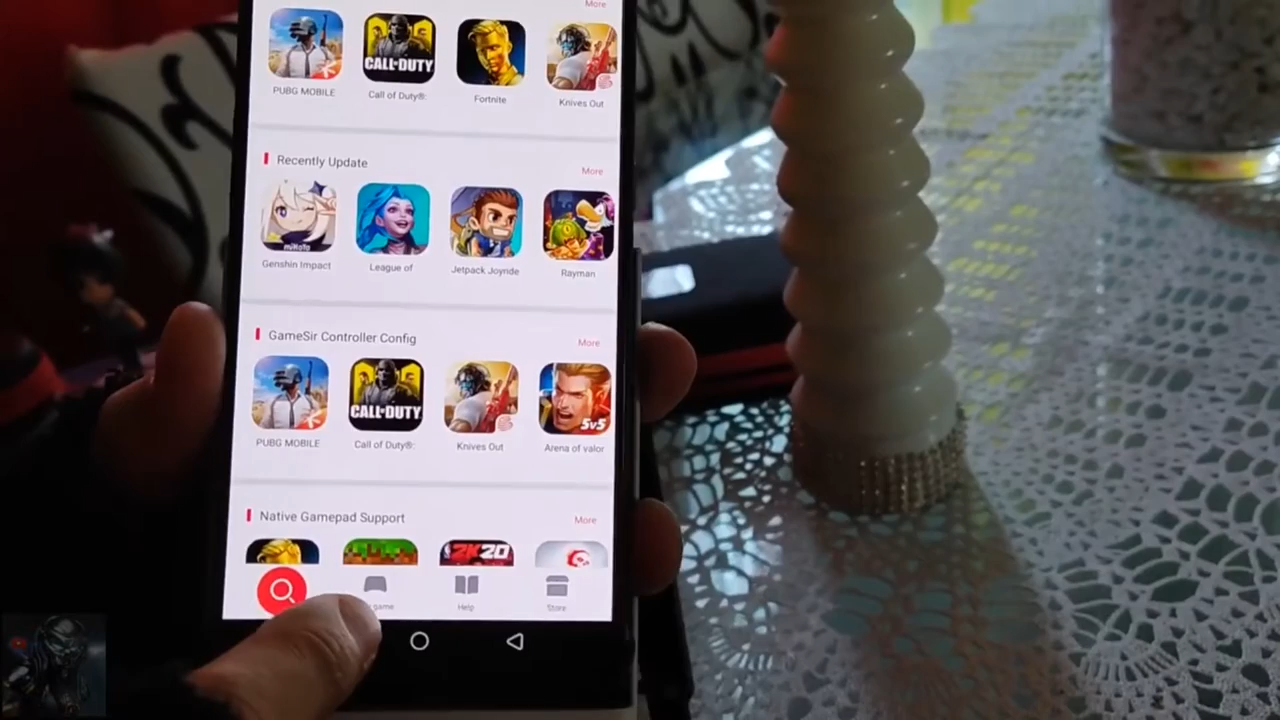 More
CALL OF DUTY
PUBG MOBILE
Call of Duty®:
Fortnite
Knives Out
Recently Update
More
miHoYo
Genshin Impact
League of
Jetpack Joyride
Rayman
GameSir Controller Config
More
CALL OF DUTY
5v5
PUBG MOBILE
Call of Duty®:
Knives Out
Arena of valor
Native Gamepad Support
More
2K20
game
Help
Store